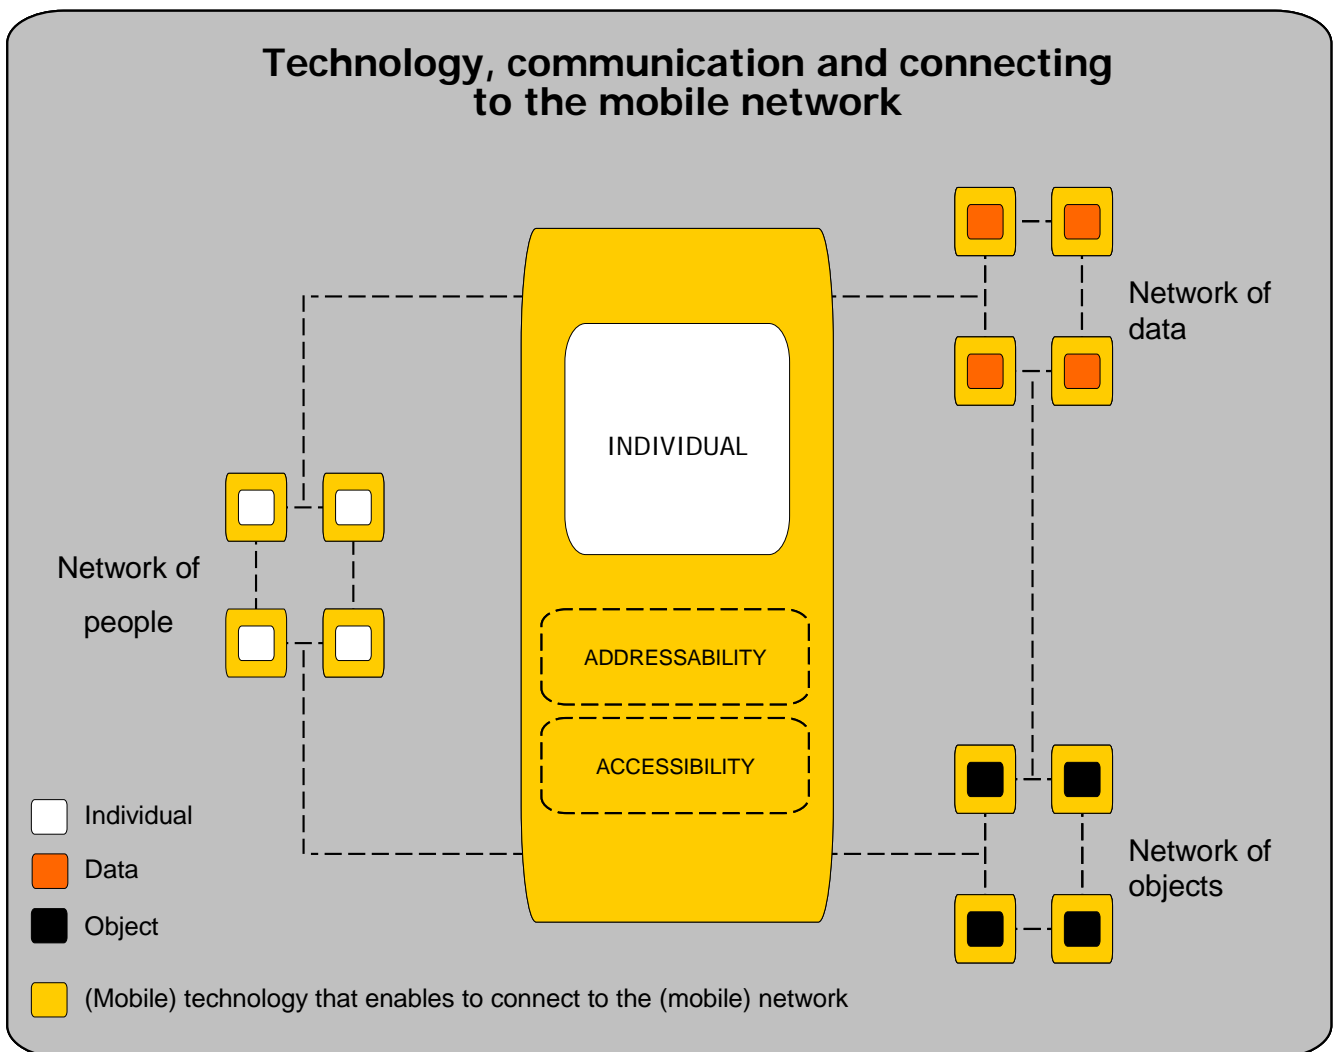 Technology, communication and connecting
to the mobile network
Network of
data
INDIVIDUAL
Network of
people
ADDRESSABILITY
ACCESSIBILITY
Network of
objects
Individual
Data
Object
(Mobile) technology that enables to connect to the (mobile) network